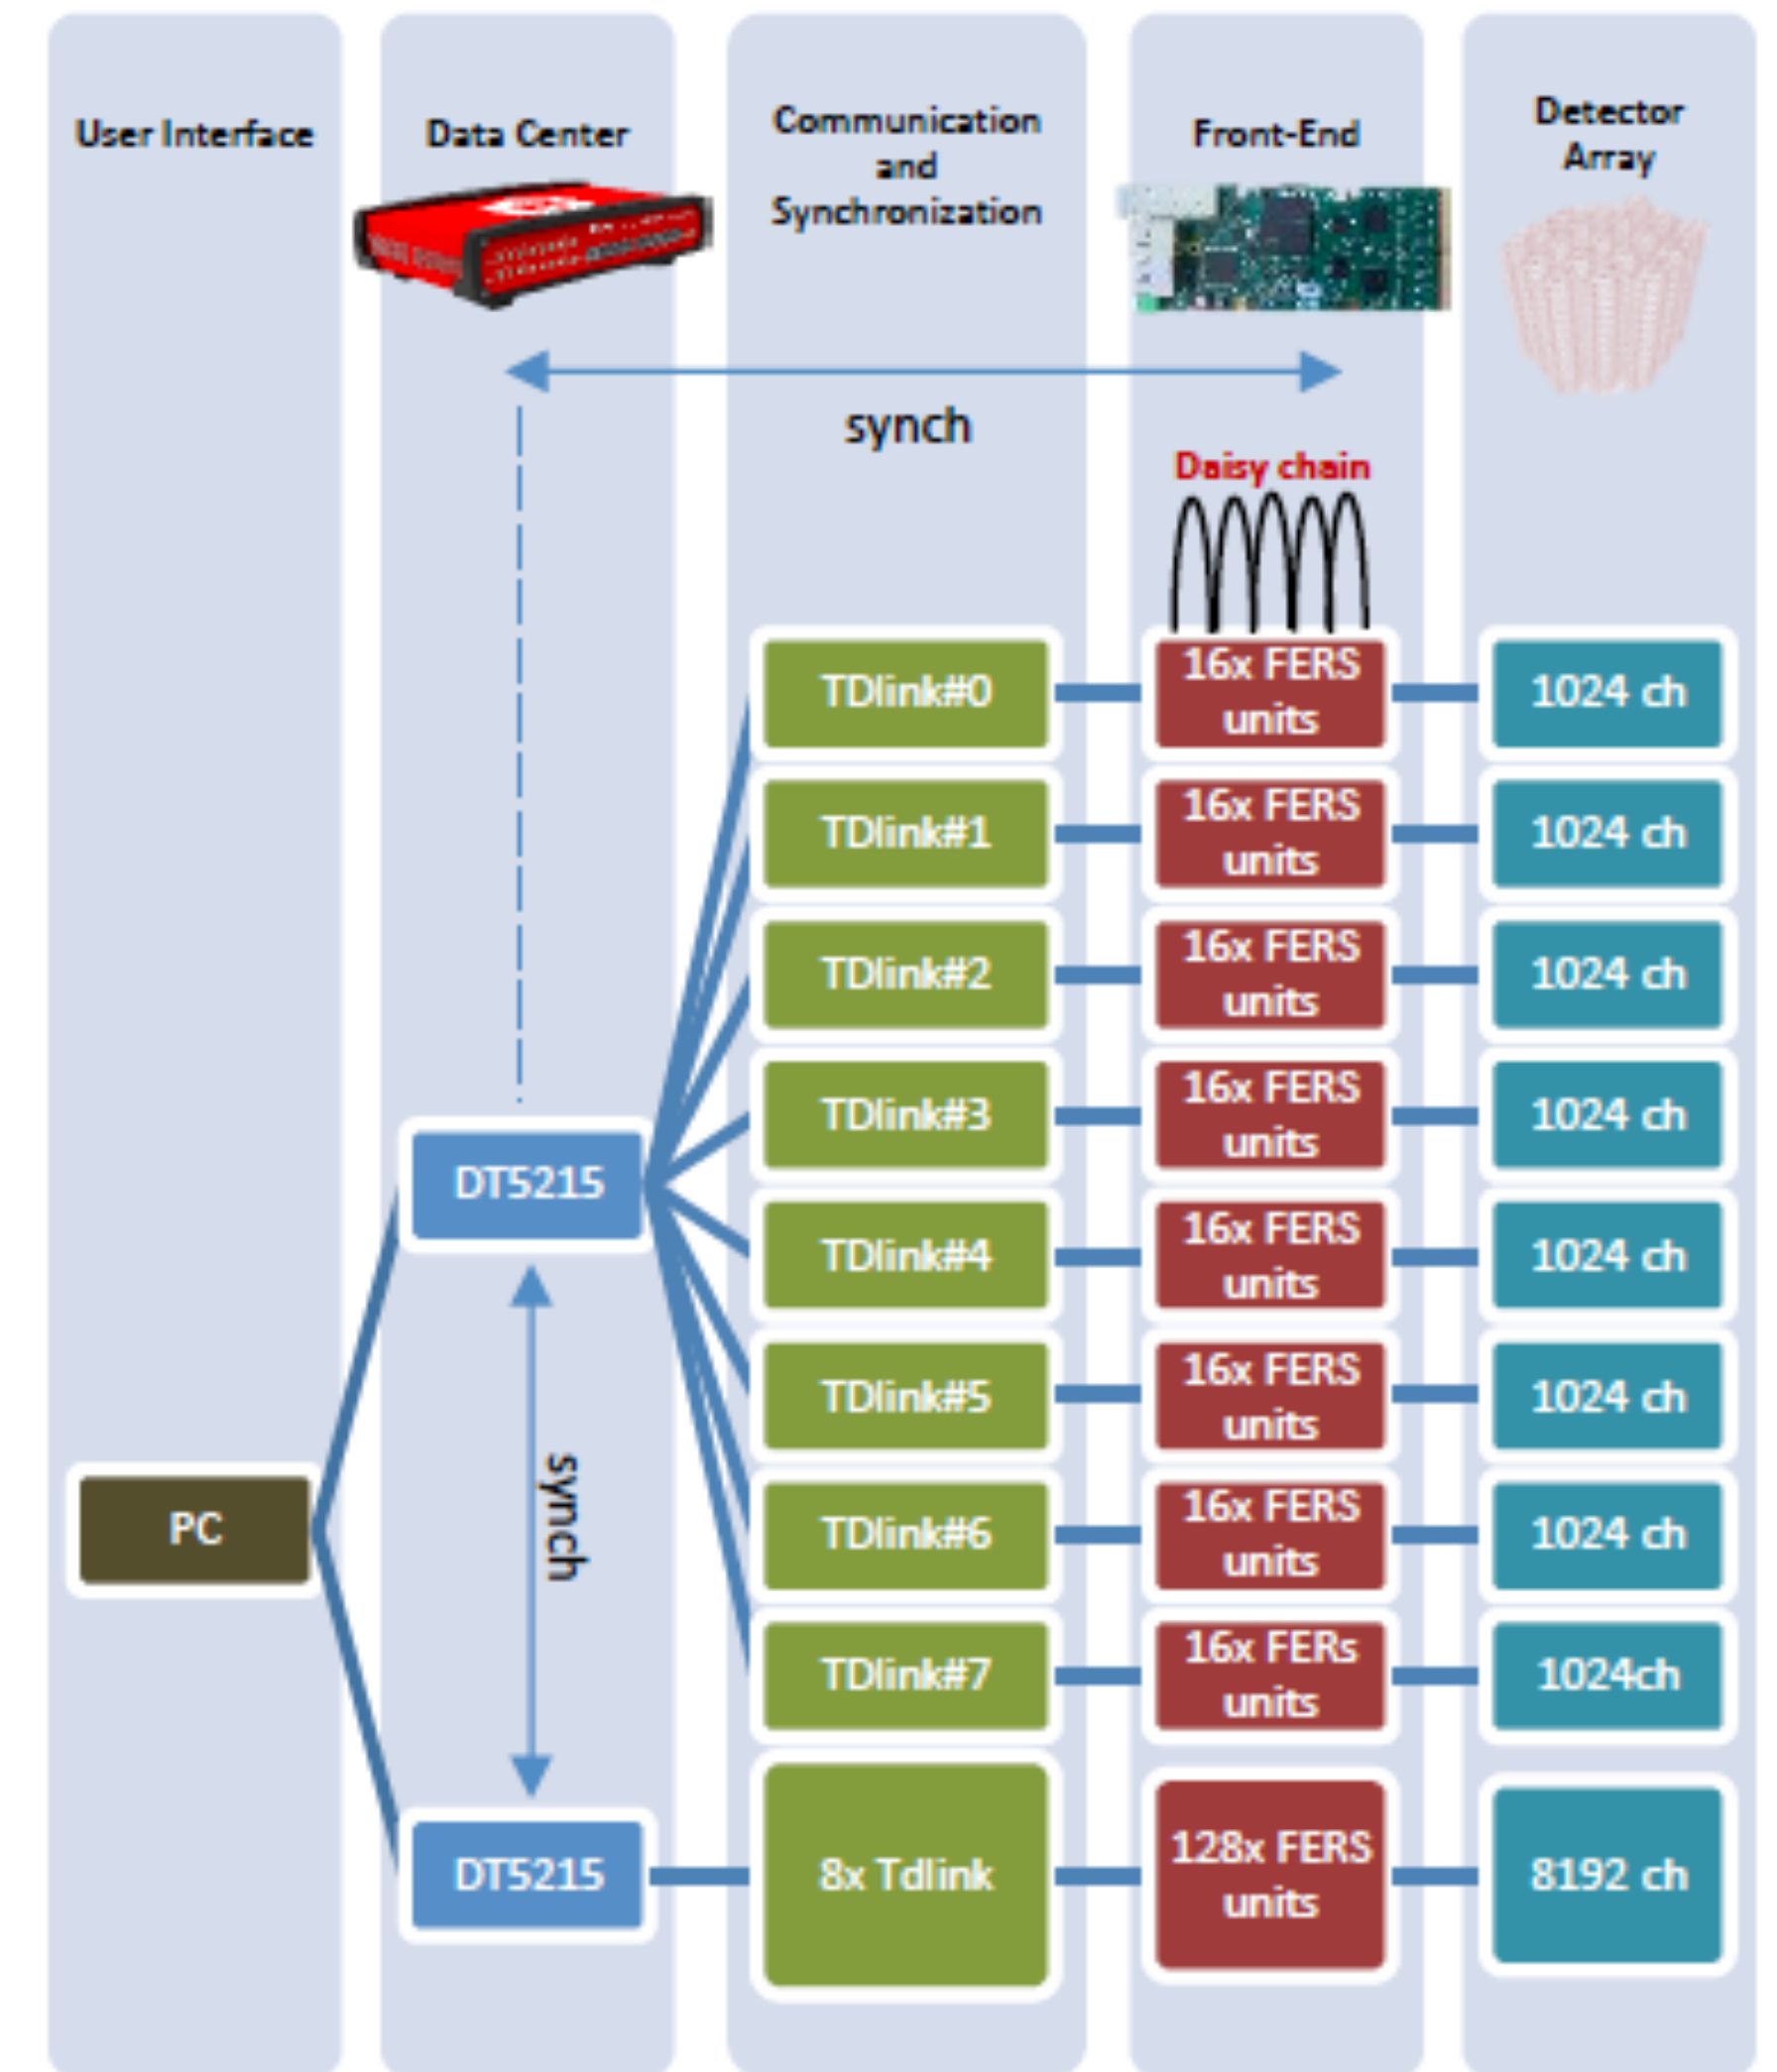 User Interface
Data Center
Communication
and
Synchronization
Front-End
Detector
Array
synch
Daisy chain
TDlink#0
16x FERS
units
1024 ch
TDlink#1
16x FERS
units
1024 ch
TDlink#2
16x FERS
units
1024 ch
TDlink#3
16x FERS
units
1024 ch
DT5215
TDlink#4
16x FERS
units
1024 ch
TDlink#5
16x FERS
units
1024 ch
PC
synch
TDlink#6
16x FERS
units
1024 ch
TDlink#7
16x FERs
units
1024ch
DT5215
8x Tdlink
128x FERS
units
8192 ch